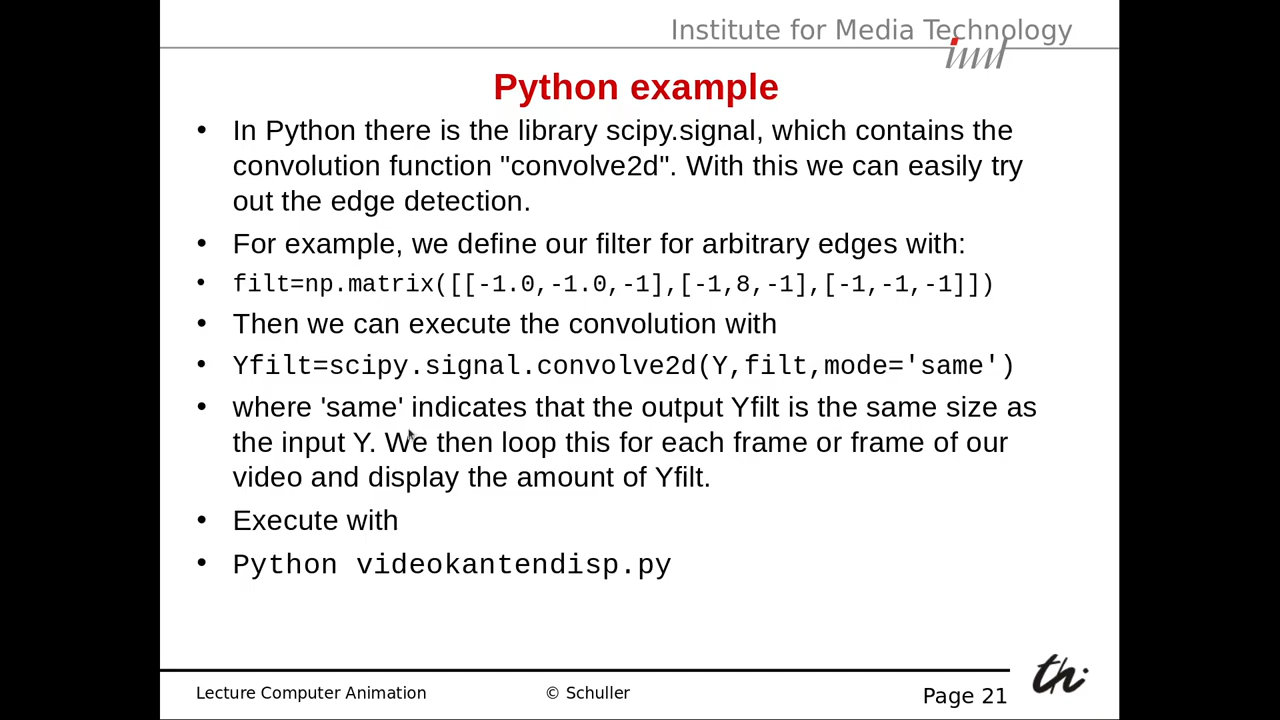 Institute for Media Technology
imt
Python example
• In Python there is the library scipy.signal, which contains the
convolution function "convolve2d". With this we can easily try
out the edge detection.
• For example, we define our filter for arbitrary edges with:
• filt=np.matrix([[-1.0,-1.0,-1],[-1,8,-1],[-1,-1,-1]])
• Then we can execute the convolution with
• Yfilt=scipy.signal.convolve2d(Y,filt,mode='same')
• where 'same' indicates that the output Yfilt is the same size as
the input Y. We then loop this for each frame or frame of our
video and display the amount of Yfilt.
• Execute with
• Python videokantendisp.py
Lecture Computer Animation
© Schuller
Page 21
th